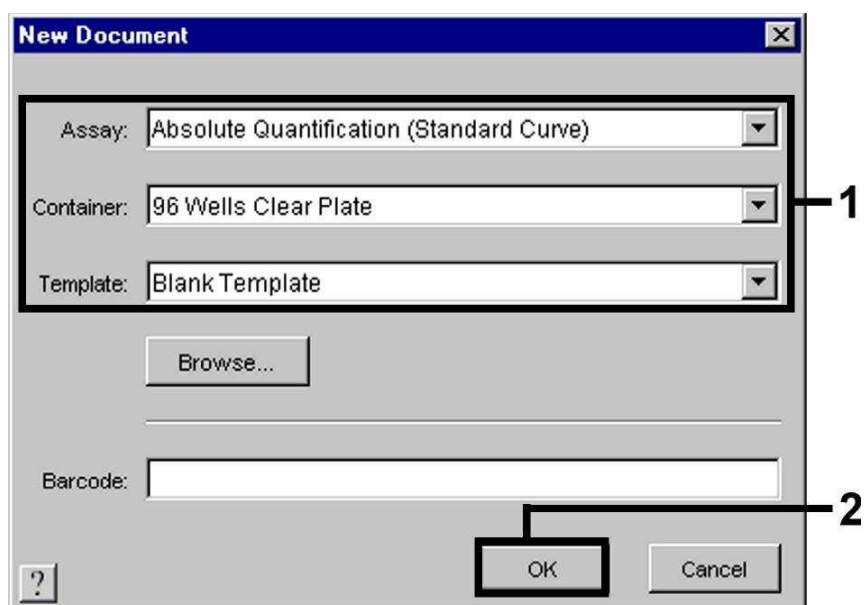 New Document
Assay: Absolute Quantification (Standard Curve)
1
Container: 96 Wells Clear Plate
Template: Blank Template
Browse...
Barcode:
2
OK Cancel
?